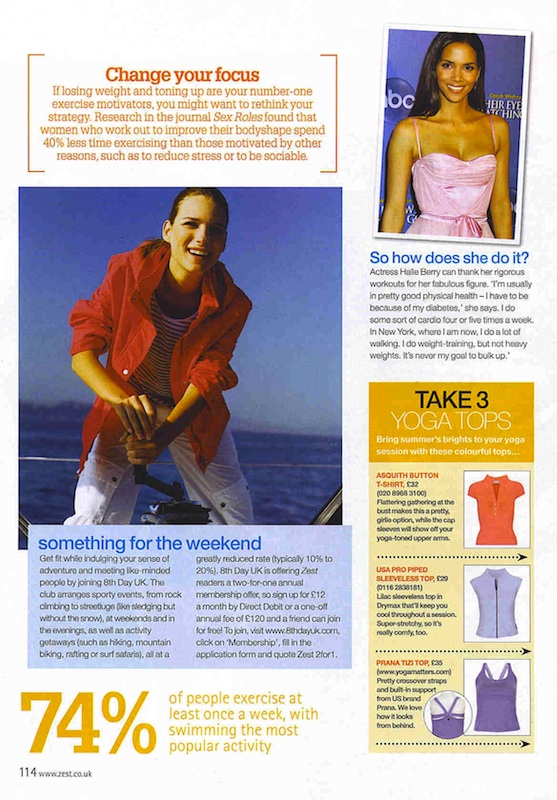 Change your focus
If losing weight and toning up are your number-one
exercise motivators, you might want to rethink your
strategy. Research in the journal Sex Roles found that
women who work out to improve their bodyshape spend
40% less time exercising than those motivated by other
reasons, such as to reduce stress or to be sociable.
bc
HEIR EYE
ATCHING
So how does she do it?
Actress Halle Berry can thank her rigorous
workouts for her fabulous figure. 'I'm usually
in pretty good physical health – I have to be
because of my diabetes,' she says. I do
some sort of cardio four or five times a week.
In New York, where I am now, I do a lot of
walking. I do weight-training, but not heavy
weights. It's never my goal to bulk up.'
something for the weekend
Get fit while indulging your sense of
adventure and meeting like-minded
people by joining 8th Day UK. The
club arranges sporty events, from rock
climbing to streetluge (like sledging but
without the snow), at weekends and in
the evenings, as well as activity
getaways (such as hiking, mountain
biking, rafting or surf safaris), all at a
greatly reduced rate (typically 10% to
20%). 8th Day UK is offering Zest
readers a two-for-one annual
membership offer, so sign up for £12
a month by Direct Debit or a one-off
annual fee of £120 and a friend can join
for free! To join, visit www.8thdayuk.com,
click on 'Membership', fill in the
application form and quote Zest 2for1.
TAKE 3
YOGA TOPS
Bring summer's brights to your yoga
session with these colourful tops...
ASQUITH BUTTON
T-SHIRT, £32
(020 8968 3100)
Flattering gathering at the
bust makes this a pretty,
girlie option, while the cap
sleeves will show off your
yoga-toned upper arms.
USA PRO PIPED
SLEEVELESS TOP, £29
(0116 2838181)
Lilac sleeveless top in
Drymax that'll keep you
cool throughout a session.
Super-stretchy, so it's
really comfy, too.
PRANA TIZI TOP, £35
(www.yogamatters.com)
Pretty crossover straps
and built-in support
from US brand
Prana. We love
how it looks
from behind.
74%
of people exercise at
least once a week, with
swimming the most
popular activity
114 www.zest.co.uk